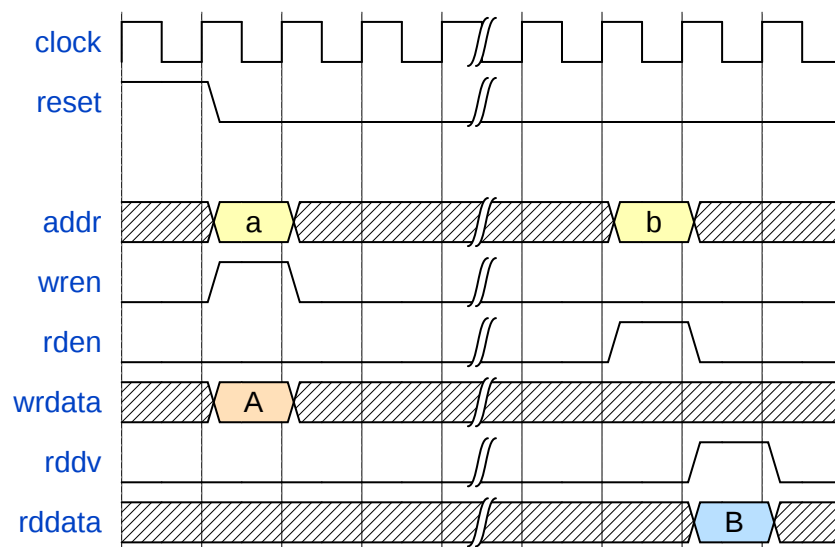 clock
reset
addr a b
wren
rden
wrdata A
rddv
rddata B